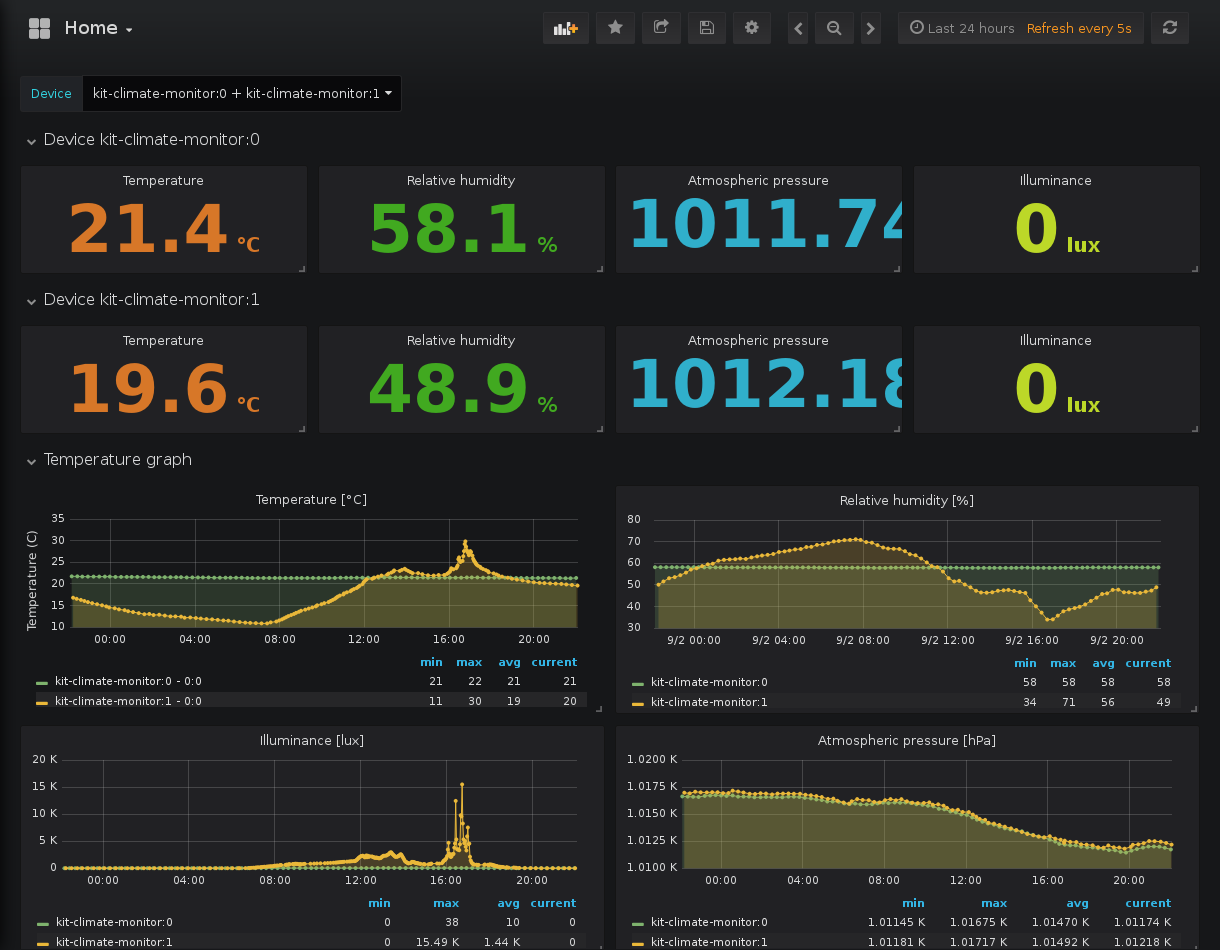 Home
Last 24 hours Refresh every 5s
Device kit-climate-monitor:0 + kit-climate-monitor:1
Device kit-climate-monitor:0
Temperature
21.4 °C
Relative humidity
58.1 %
Atmospheric pressure
1011.74
Illuminance
0 lux
Device kit-climate-monitor:1
Temperature
19.6 °C
Relative humidity
48.9 %
Atmospheric pressure
1012.18
Illuminance
0 lux
Temperature graph
Temperature [°C]
Temperature (C)
35
30
25
20
15
10
00:00 04:00 08:00 12:00 16:00 20:00
min max avg current
kit-climate-monitor:0 - 0:0 21 22 21 21
kit-climate-monitor:1 - 0:0 11 30 19 20
Relative humidity [%]
80
70
60
50
40
30
9/2 00:00 9/2 04:00 9/2 08:00 9/2 12:00 9/2 16:00 9/2 20:00
min max avg current
kit-climate-monitor:0 58 58 58 58
kit-climate-monitor:1 34 71 56 49
Illuminance [lux]
20 K
15 K
10 K
5 K
0
00:00 04:00 08:00 12:00 16:00 20:00
min max avg current
kit-climate-monitor:0 0 38 10 0
kit-climate-monitor:1 0 15.49 K 1.44 K 0
Atmospheric pressure [hPa]
1.0200 K
1.0175 K
1.0150 K
1.0125 K
1.0100 K
00:00 04:00 08:00 12:00 16:00 20:00
min max avg current
kit-climate-monitor:0 1.01145 K 1.01675 K 1.01470 K 1.01174 K
kit-climate-monitor:1 1.01181 K 1.01717 K 1.01492 K 1.01218 K